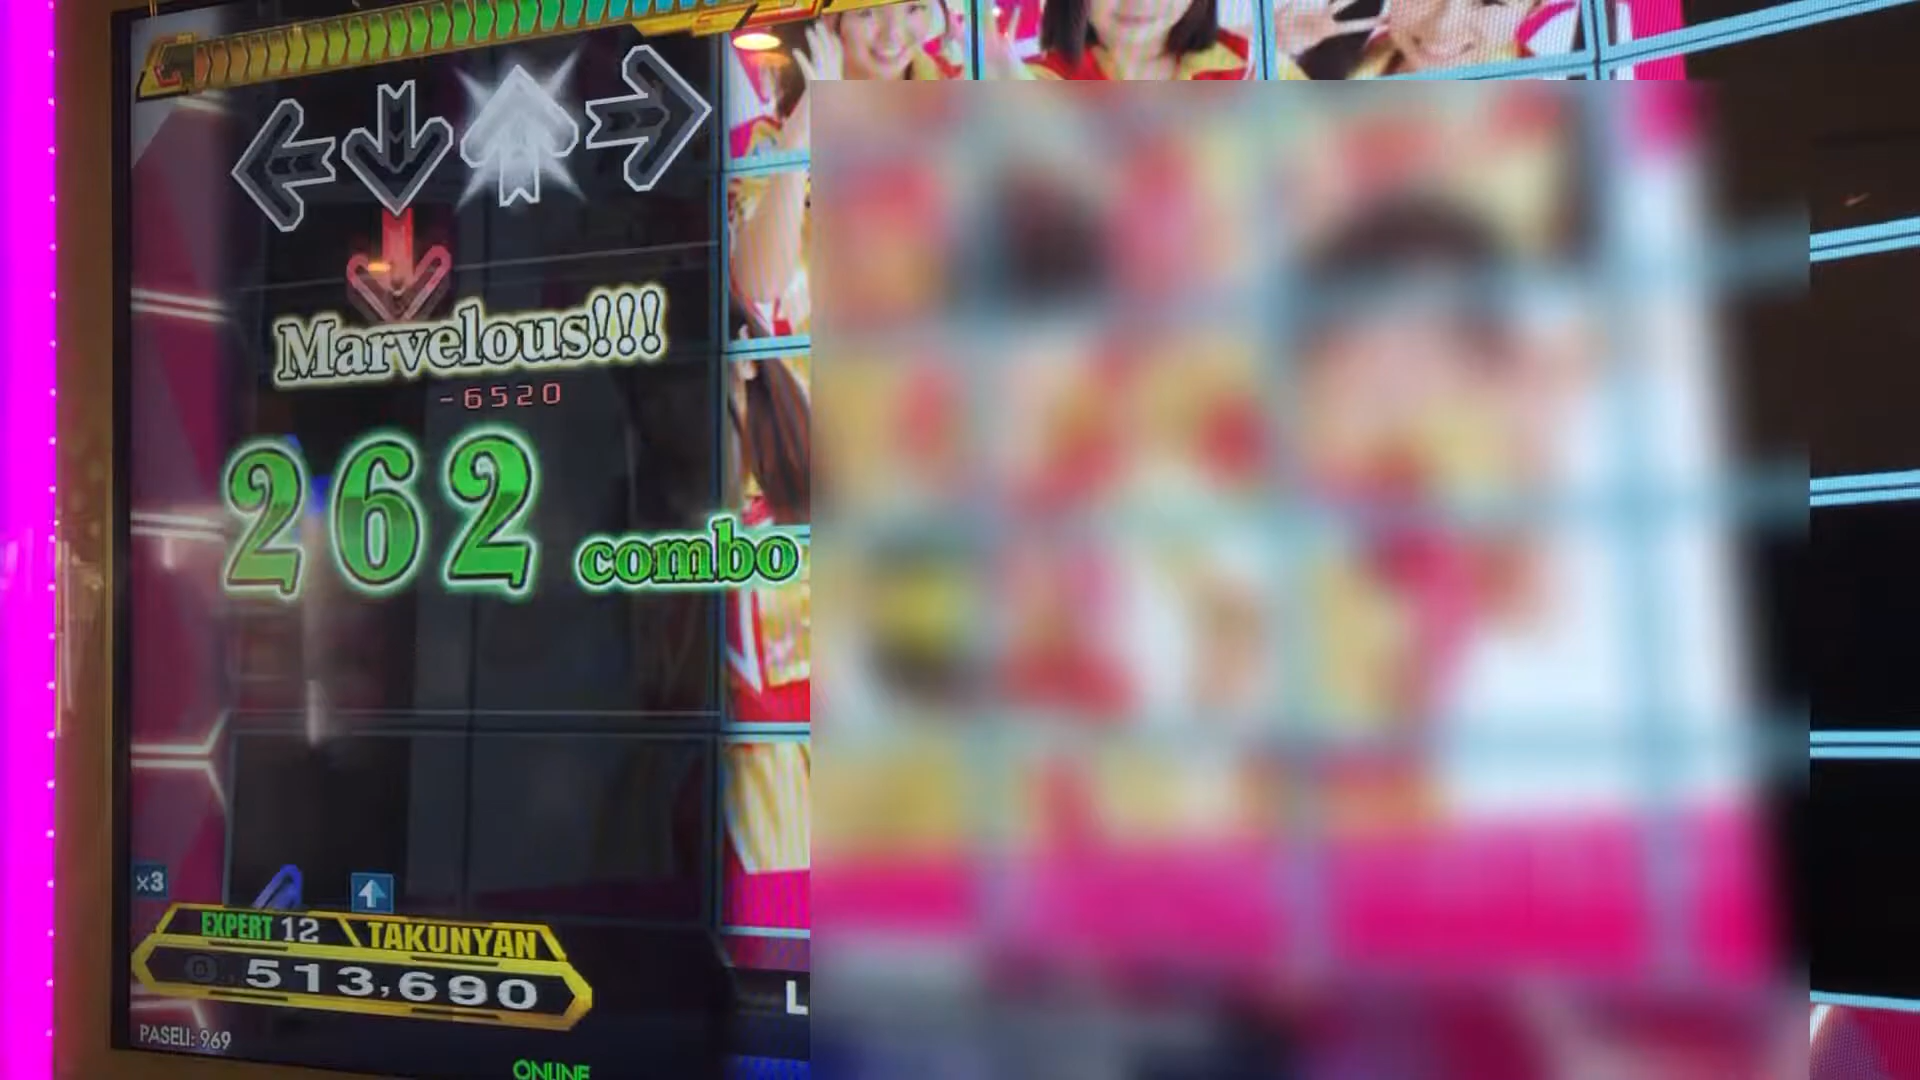 Marvelous!!!
-6520
262 combo
x3
EXPERT 12 TAKUNYAN
513,690
PASELI: 969
ONLINE